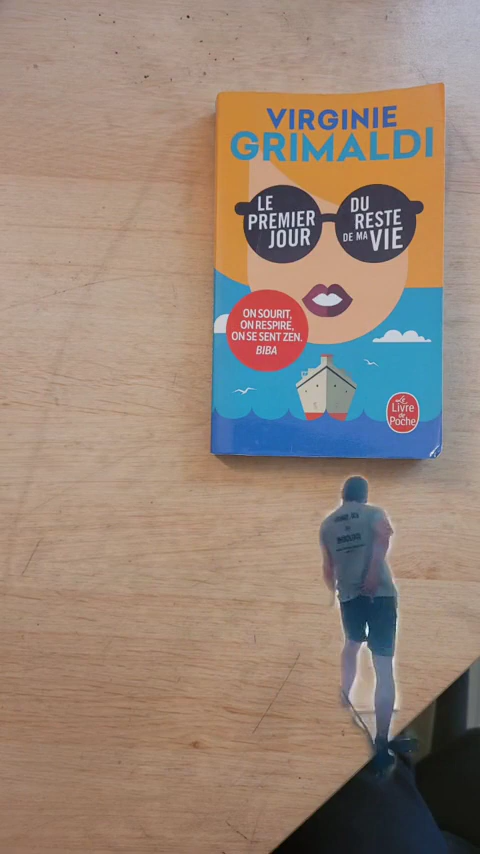 VIRGINIE
GRIMALDI
LE
PREMIER
JOUR
DU
RESTE
DE MA VIE
ON SOURIT,
ON RESPIRE,
ON SE SENT ZEN.
BIBA
Le
Livre
de
Poche